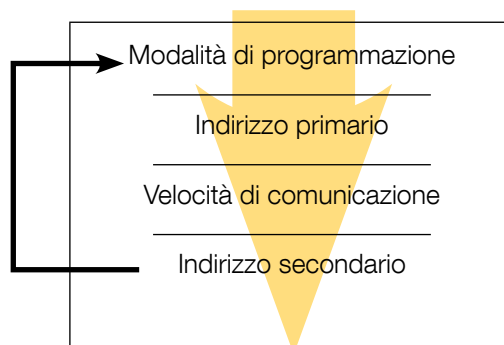 Modalità di programmazione
Indirizzo primario
Velocità di comunicazione
Indirizzo secondario